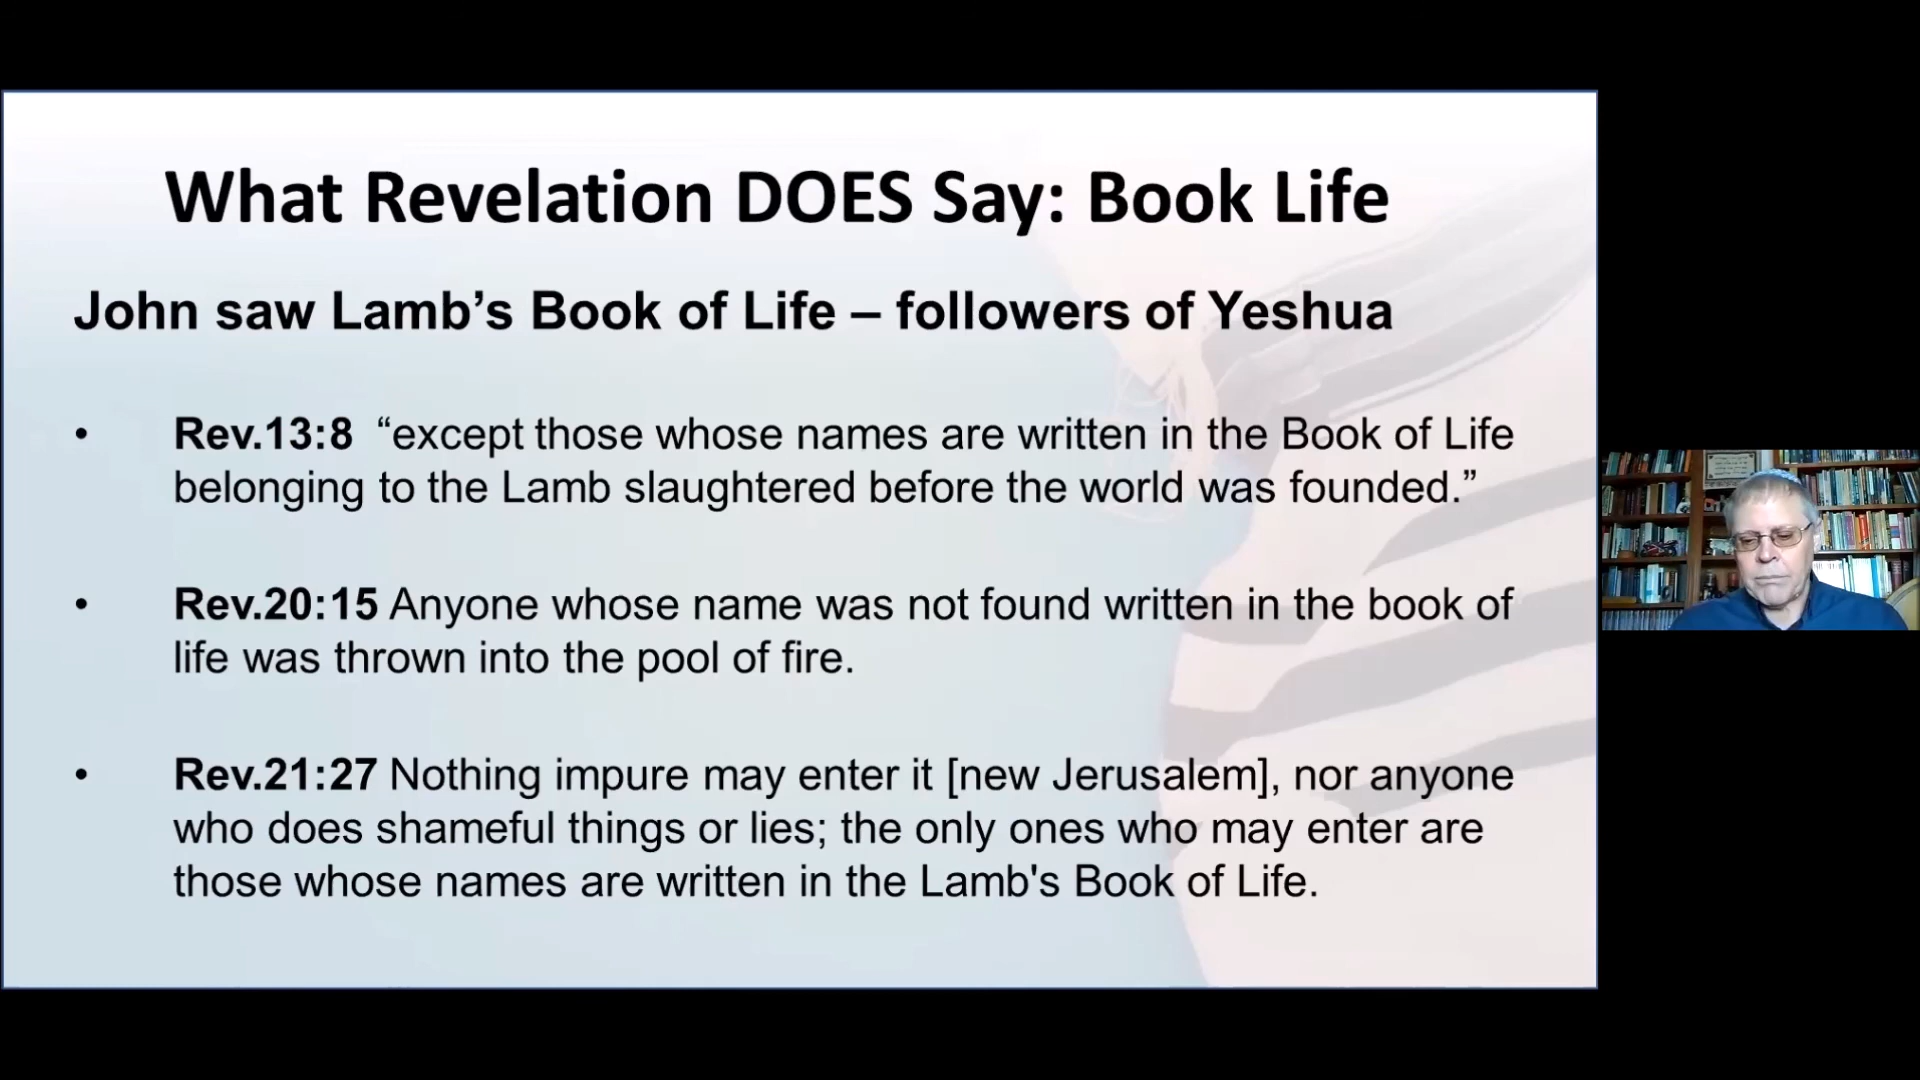 What Revelation DOES Say: Book Life
John saw Lamb’s Book of Life – followers of Yeshua
• Rev.13:8 “except those whose names are written in the Book of Life
belonging to the Lamb slaughtered before the world was founded.”
• Rev.20:15 Anyone whose name was not found written in the book of
life was thrown into the pool of fire.
• Rev.21:27 Nothing impure may enter it [new Jerusalem], nor anyone
who does shameful things or lies; the only ones who may enter are
those whose names are written in the Lamb's Book of Life.